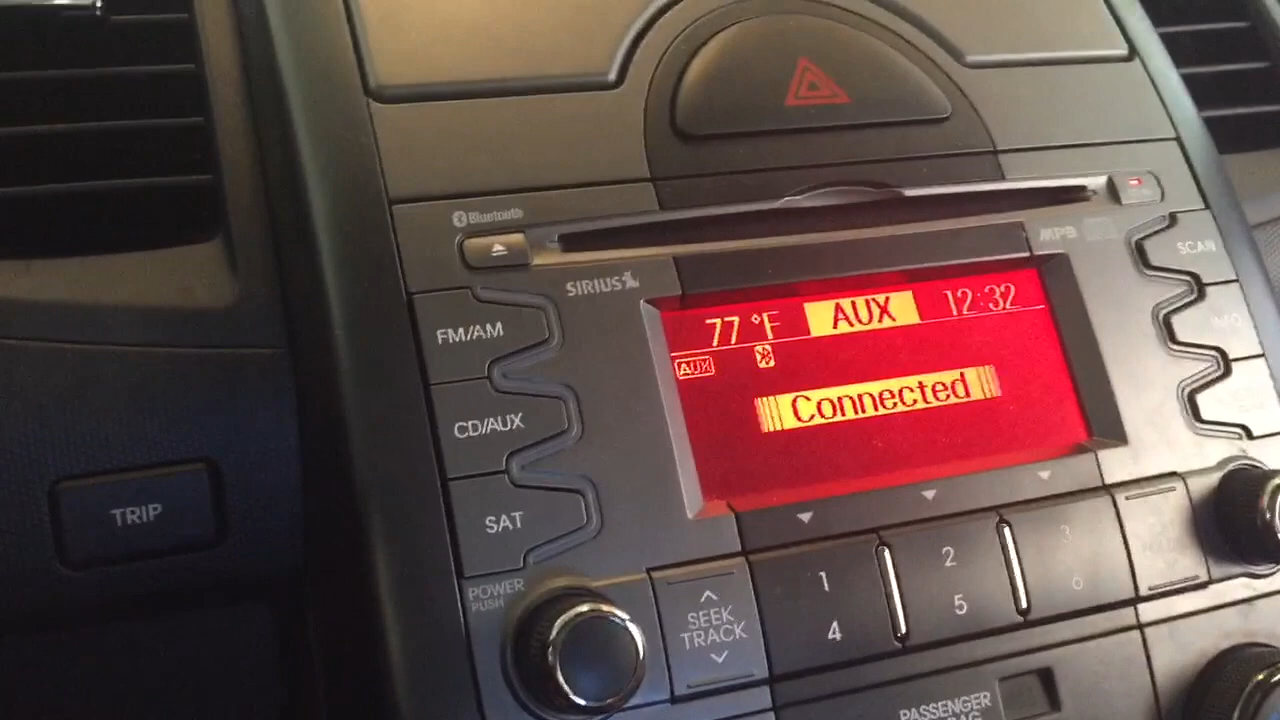 Bluetooth
MP3
SIRIUS
SCAN
FM/AM
77 °F AUX 12:32
AUX
INFO
Connected
CD/AUX
SAT
TRIP
POWER
PUSH
SEEK
TRACK
1
4
2
5
3
6
PASSENGER